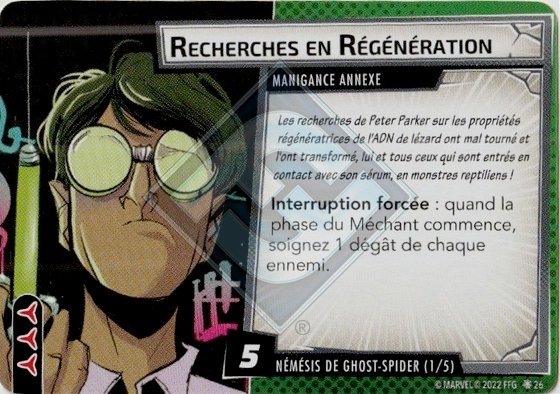 RECHERCHES EN RÉGÉNÉRATION
MANIGANCE ANNEXE
Les recherches de Peter Parker sur les propriétés
régénératrices de l'ADN de lézard ont mal tourné et
l'ont transformé, lui et tous ceux qui sont entrés en
contact avec son sérum, en monstres reptiliens !
Interruption forcée : quand la
phase du Méchant commence,
soignez 1 dégât de chaque
ennemi.
®
5
NÉMÉSIS DE GHOST-SPIDER (1/5)
© MARVEL © 2022 FFG 26